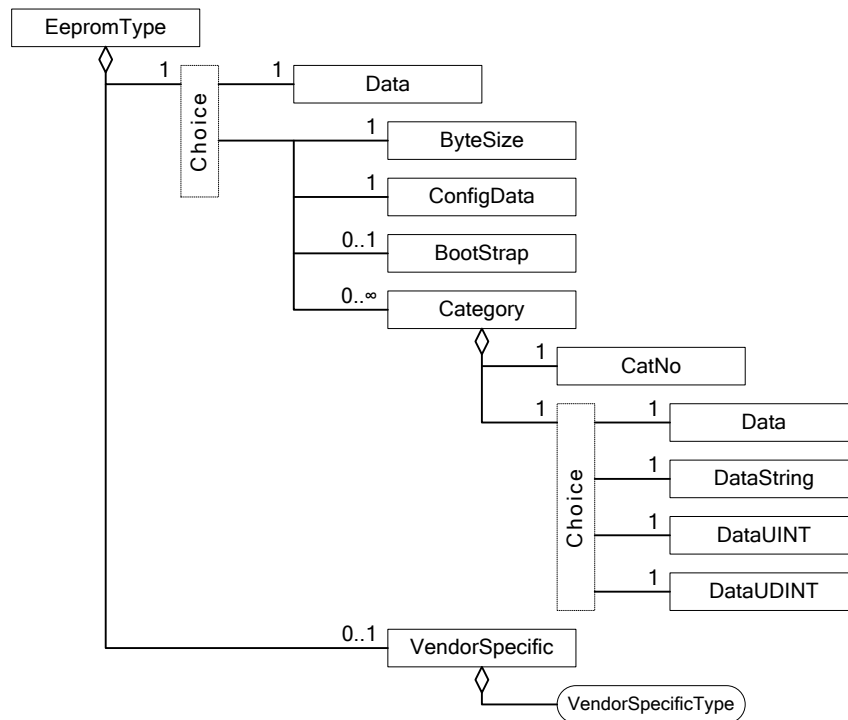 EepromType
1
Choice
1
Data
1
ByteSize
1
ConfigData
0..1
BootStrap
0..∞
Category
1
CatNo
1
Choice
1
Data
1
DataString
1
DataUINT
1
DataUDINT
0..1
VendorSpecific
VendorSpecificType